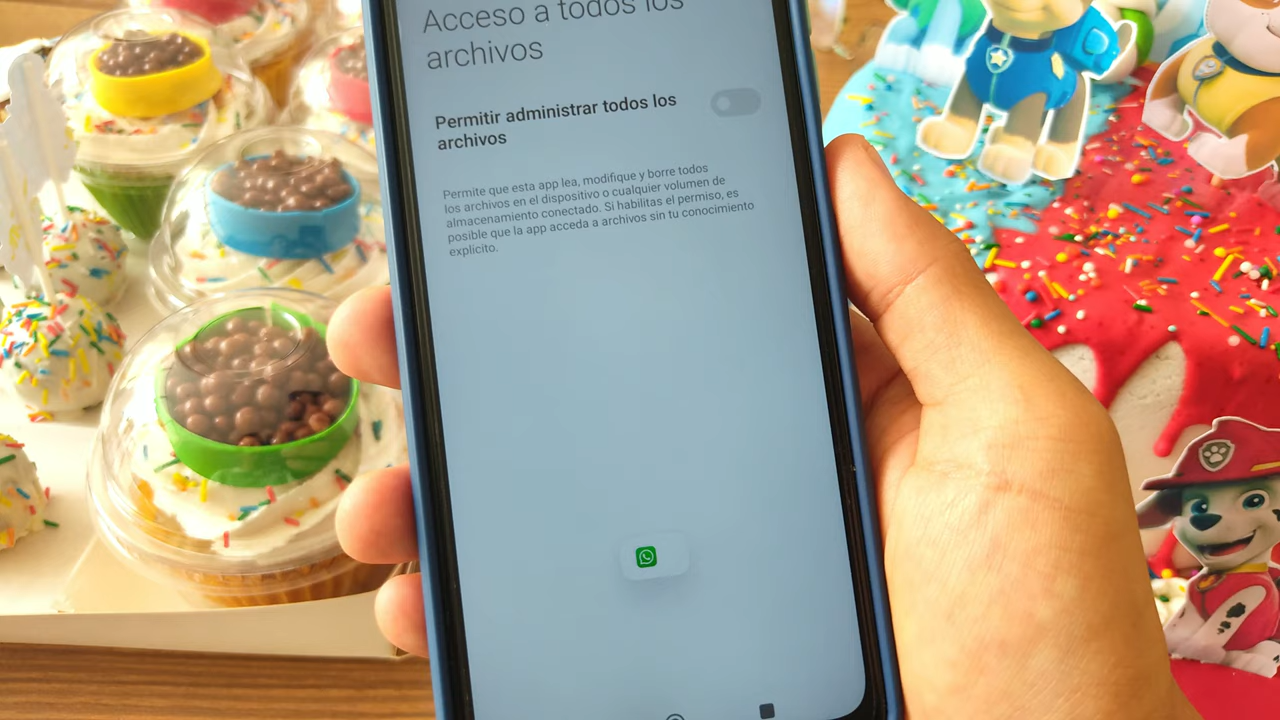 Acceso a todos los
archivos
Permitir administrar todos los
archivos
Permite que esta app lea, modifique y borre todos
los archivos en el dispositivo o cualquier volumen de
almacenamiento conectado. Si habilitas el permiso, es
posible que la app acceda a archivos sin tu conocimiento
explícito.